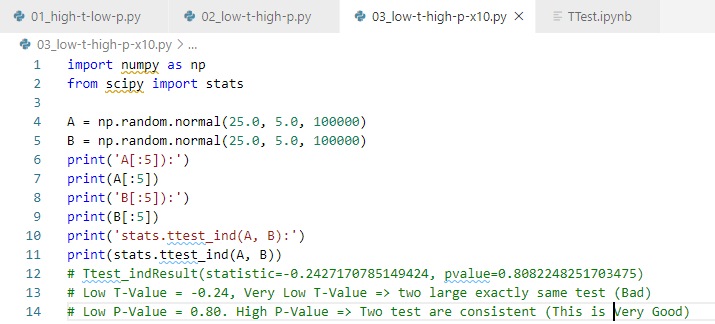 01_high-t-low-p.py 02_low-t-high-p.py 03_low-t-high-p-x10.py × TTest.ipynb
03_low-t-high-p-x10.py > ...
1 import numpy as np
2 from scipy import stats
3
4 A = np.random.normal(25.0, 5.0, 100000)
5 B = np.random.normal(25.0, 5.0, 100000)
6 print('A[:5]):')
7 print(A[:5])
8 print('B[:5]):')
9 print(B[:5])
10 print('stats.ttest_ind(A, B):')
11 print(stats.ttest_ind(A, B))
12 # Ttest_indResult(statistic=-0.2427170785149424, pvalue=0.8082248251703475)
13 # Low T-Value = -0.24, Very Low T-Value => two large exactly same test (Bad)
14 # Low P-Value = 0.80. High P-Value => Two test are consistent (This is Very Good)